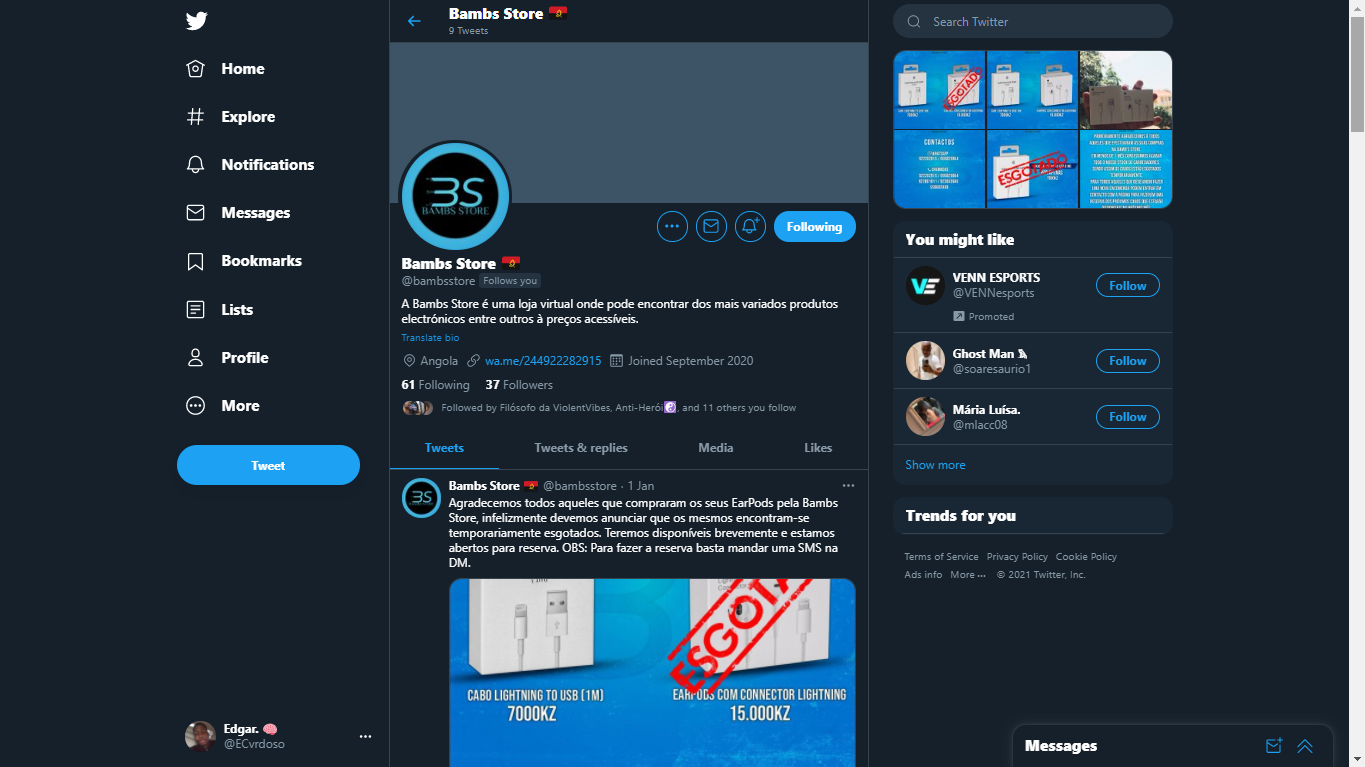 Home
Explore
Notifications
Messages
Bookmarks
Lists
Profile
More
Tweet
Edgar.
@ECvrdoso
Bambs Store
9 Tweets
BS
BAMBS STORE
Following
Bambs Store
@bambsstore Follows you
A Bambs Store é uma loja virtual onde pode encontrar dos mais variados produtos
electrónicos entre outros à preços acessíveis.
Translate bio
Angola wa.me/244922282915 Joined September 2020
61 Following 37 Followers
Followed by Filósofo da ViolentVibes, Anti-Herói, and 11 others you follow
Tweets Tweets & replies Media Likes
Bambs Store @bambsstore · 1 Jan
Agradecemos todos aqueles que compraram os seus EarPods pela Bambs
Store, infelizmente devemos anunciar que os mesmos encontram-se
temporariamente esgotados. Teremos disponíveis brevemente e estamos
abertos para reserva. OBS: Para fazer a reserva basta mandar uma SMS na
DM.
ESGOTADO
CABO LIGHTNING TO USB (1M)
7000KZ
EARPODS COM CONNECTOR LIGHTNING
15.000KZ
Search Twitter
ESGOTADO
CONTACTOS
ESGOTADO
You might like
VENN ESPORTS
@VENNesports
Follow
Promoted
Ghost Man
@soaresaurio1
Follow
Mária Luísa.
@mlacc08
Follow
Show more
Trends for you
Terms of Service Privacy Policy Cookie Policy
Ads info More © 2021 Twitter, Inc.
Messages